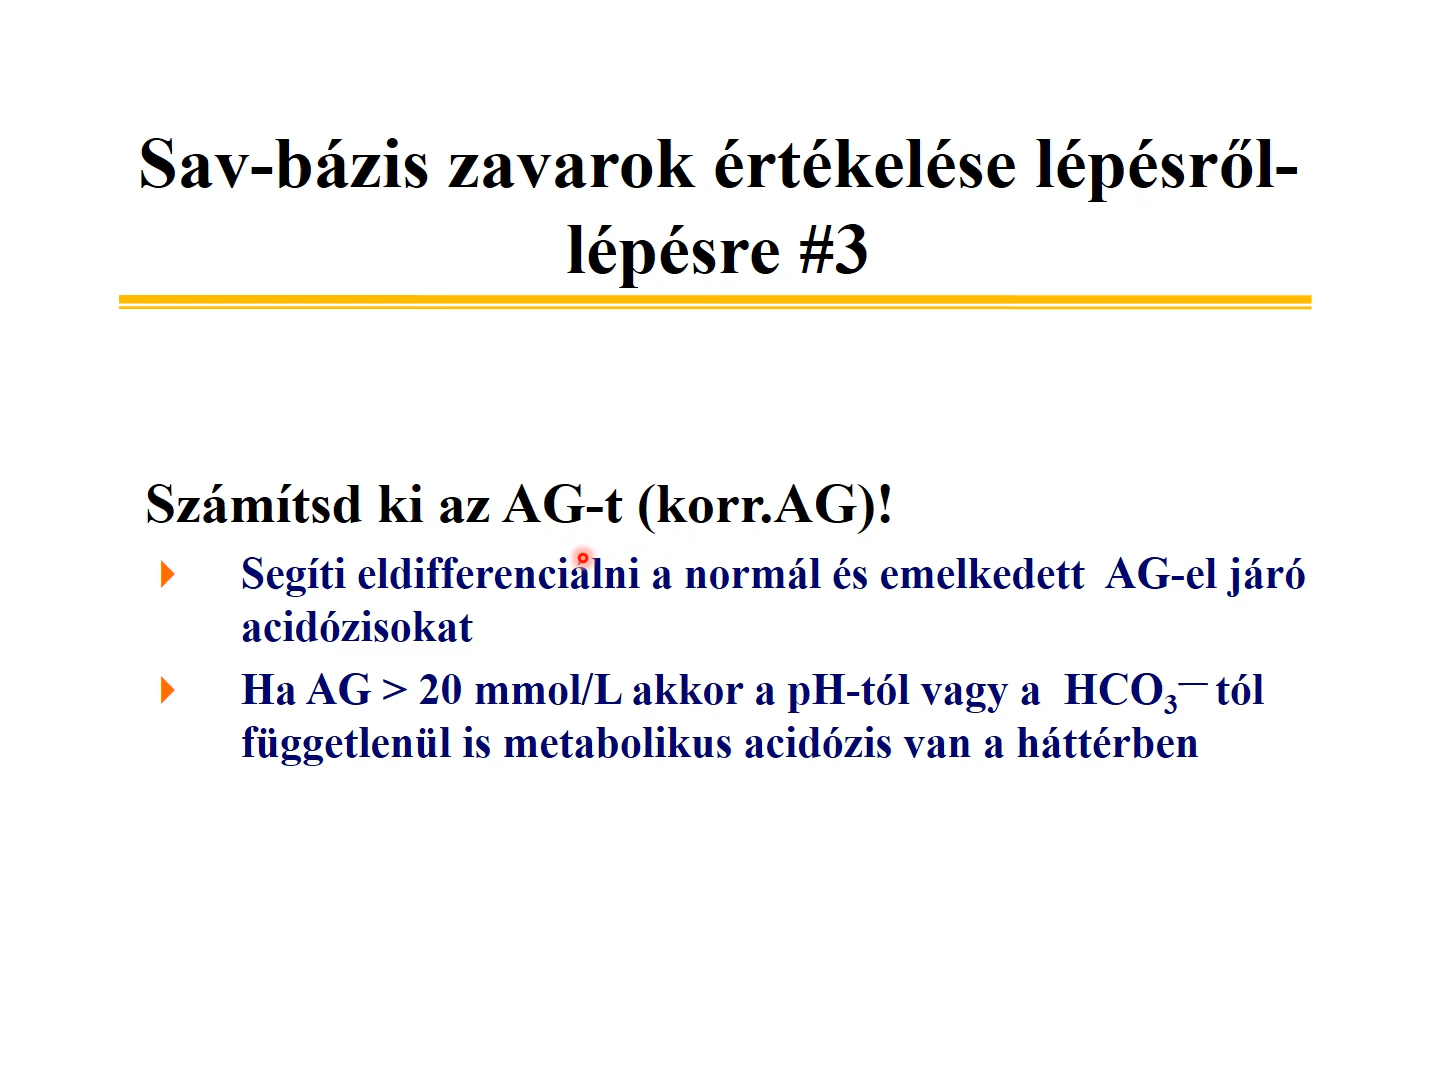 Sav-bázis zavarok értékelése lépésről-
lépésre #3
Számítsd ki az AG-t (korr.AG)!
Segíti eldifferenciálni a normál és emelkedett AG-el járó
acidózisokat
Ha AG > 20 mmol/L akkor a pH-tól vagy a HCO₃⁻ tól
függetlenül is metabolikus acidózis van a háttérben